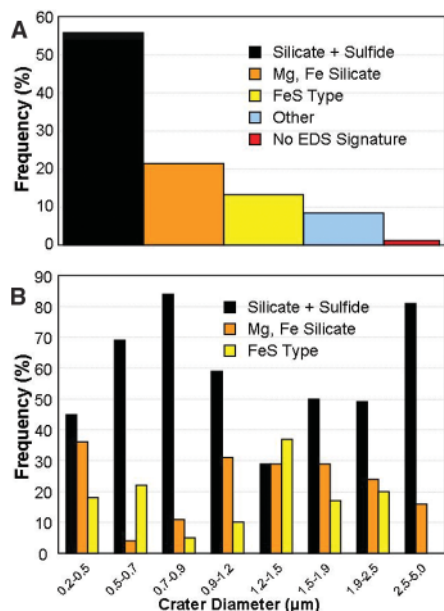 A
60
50
40
30
20
10
0
Frequency (%)
Silicate + Sulfide
Mg, Fe Silicate
FeS Type
Other
No EDS Signature
B
90
80
70
60
50
40
30
20
10
0
Frequency (%)
Silicate + Sulfide
Mg, Fe Silicate
FeS Type
0.2-0.5
0.5-0.7
0.7-0.9
0.9-1.2
1.2-1.5
1.5-1.9
1.9-2.5
2.5-5.0
Crater Diameter (µm)